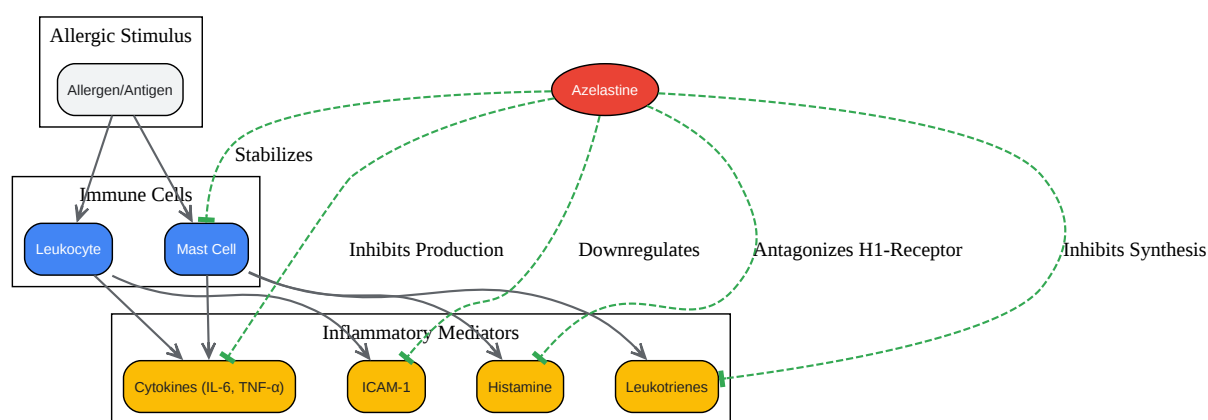 Allergic Stimulus
Allergen/Antigen
Azelastine
Stabilizes
Immune Cells
Leukocyte
Mast Cell
Inhibits Production
Downregulates
Antagonizes H1-Receptor
Inhibits Synthesis
Inflammatory Mediators
Cytokines (IL-6, TNF-α)
ICAM-1
Histamine
Leukotrienes